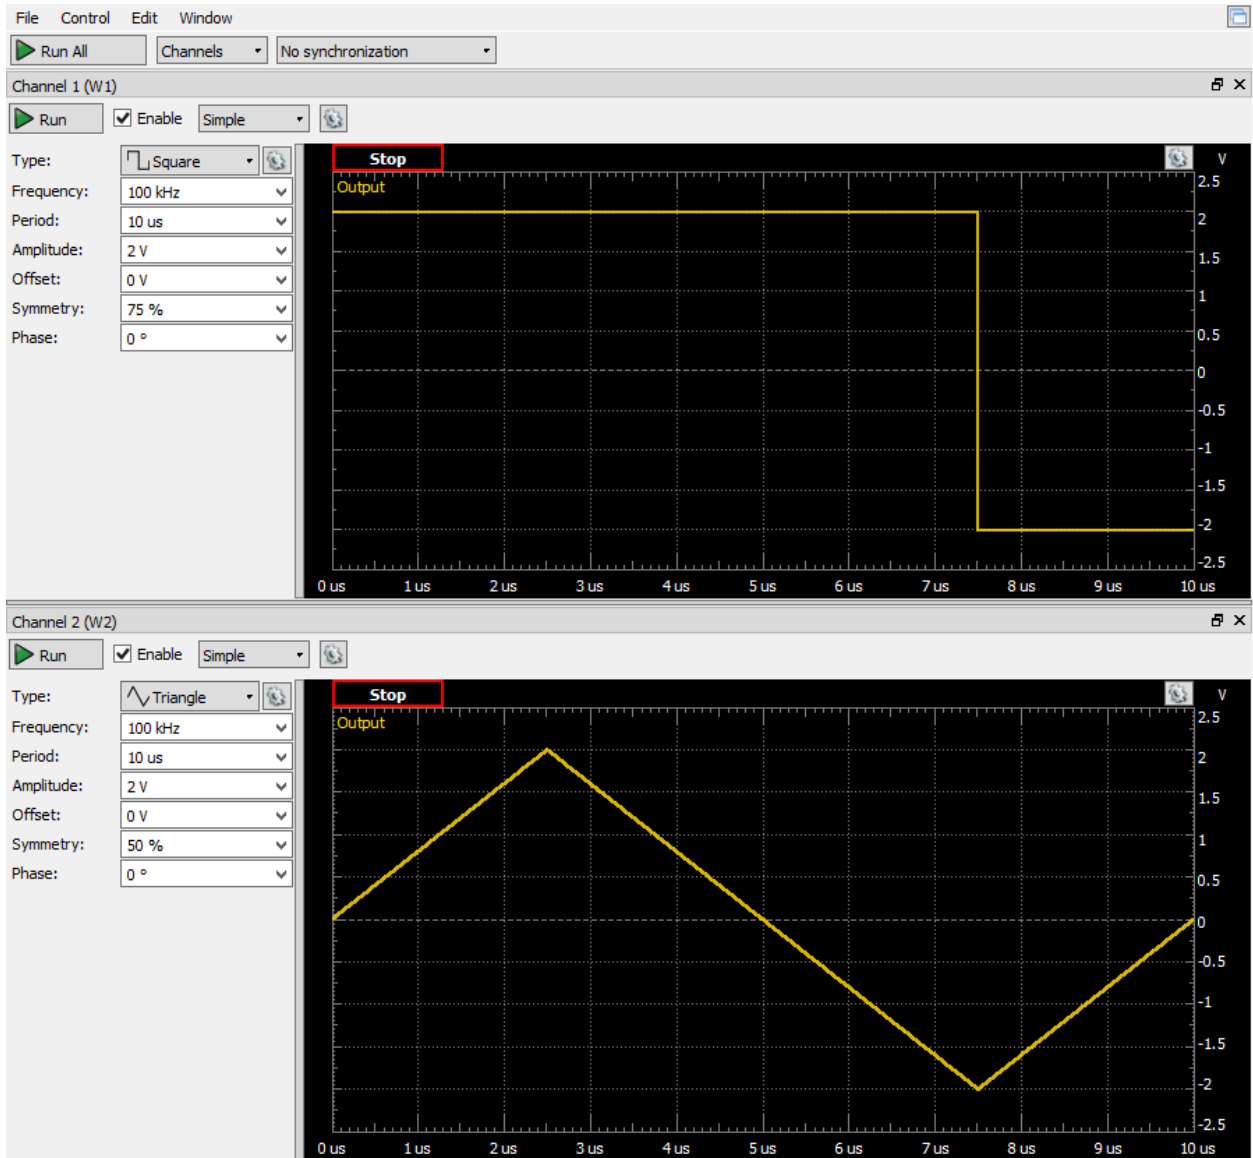 File Control Edit Window
Run All Channels No synchronization
Channel 1 (W1)
Run Enable Simple
Type: Square
Frequency: 100 kHz
Period: 10 us
Amplitude: 2 V
Offset: 0 V
Symmetry: 75 %
Phase: 0 º
Stop V
Output
2.5
2
1.5
1
0.5
0
-0.5
-1
-1.5
-2
-2.5
0 us 1 us 2 us 3 us 4 us 5 us 6 us 7 us 8 us 9 us 10 us
Channel 2 (W2)
Run Enable Simple
Type: Triangle
Frequency: 100 kHz
Period: 10 us
Amplitude: 2 V
Offset: 0 V
Symmetry: 50 %
Phase: 0 º
Stop V
Output
2.5
2
1.5
1
0.5
0
-0.5
-1
-1.5
-2
-2.5
0 us 1 us 2 us 3 us 4 us 5 us 6 us 7 us 8 us 9 us 10 us